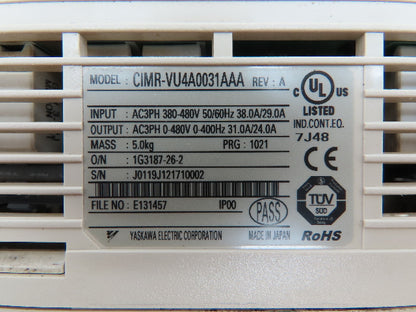 MODEL : CIMR-VU4A0031AAA REV : A
INPUT : AC3PH 380-480V 50/60Hz 38.0A/29.0A
OUTPUT : AC3PH 0-480V 0-400Hz 31.0A/24.0A
MASS : 5.0kg PRG : 1021
O/N : 1G3187-26-2
S/N : J0119J121710002
FILE NO : E131457 IP00
YASKAWA ELECTRIC CORPORATION MADE IN JAPAN
PASS
C UL US
LISTED
IND.CONT.EQ.
7J48
CE
TÜV
SÜD
RoHS